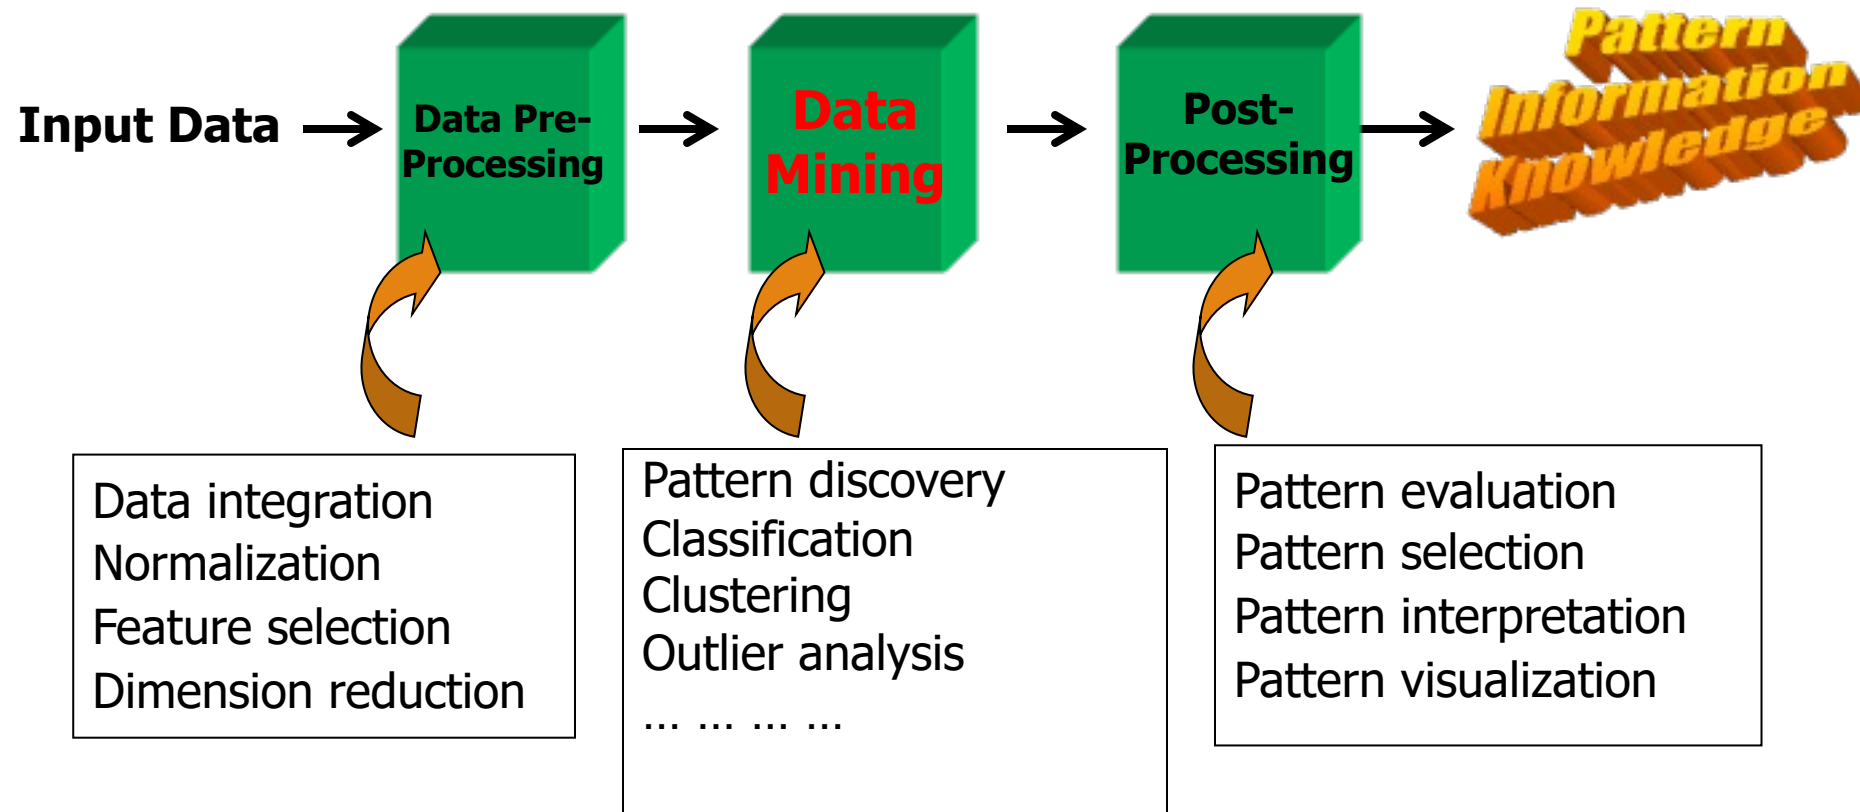 Input Data
Data Pre-
Processing
Data
Mining
Post-
Processing
Pattern
Information
Knowledge
Data integration
Normalization
Feature selection
Dimension reduction
Pattern discovery
Classification
Clustering
Outlier analysis
… … … …
Pattern evaluation
Pattern selection
Pattern interpretation
Pattern visualization